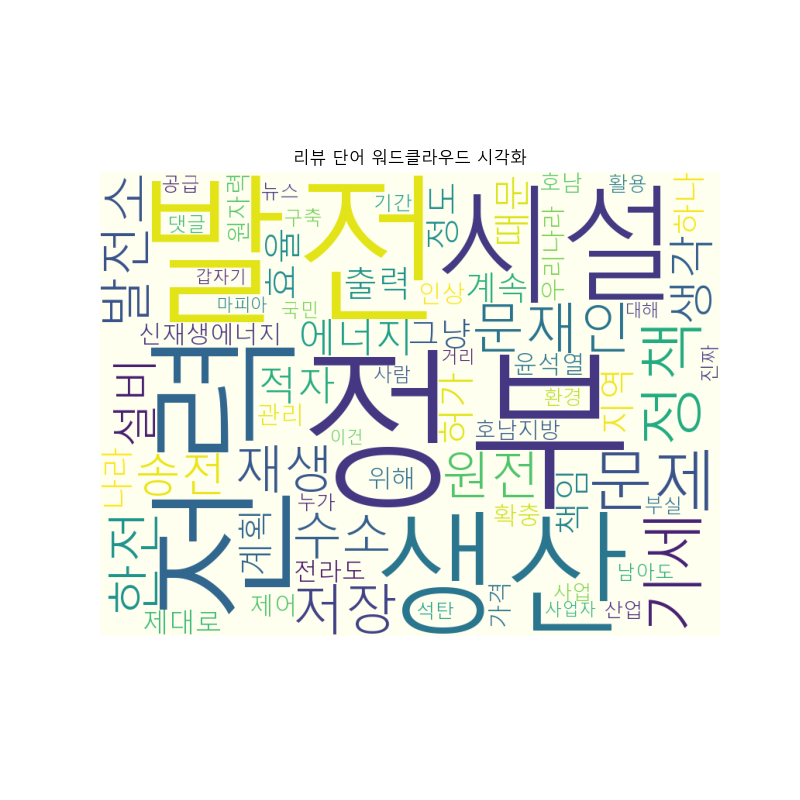 리뷰 단어 워드클라우드 시각화
발전소
공급
댓글
원자력
뉴스
구축
효율
갑자기
마피아
국민
신재생에너지
발전
기간
정도
출력
인상
계속
에너지
그냥
때문
시설
호남
우리나라
활용
하나
생각
문재인
대해
진짜
설비
전력
적자
관리
이건
사람
정부
거리
허가
윤석열
환경
호남지방
지역
정책
나라
송전
재생
위해
원전
확충
책임
문제
부실
한전
계획
누가
수소
전라도
제어
저장
제대로
생산
석탄
가격
사업
사업자
산업
남아도
기세